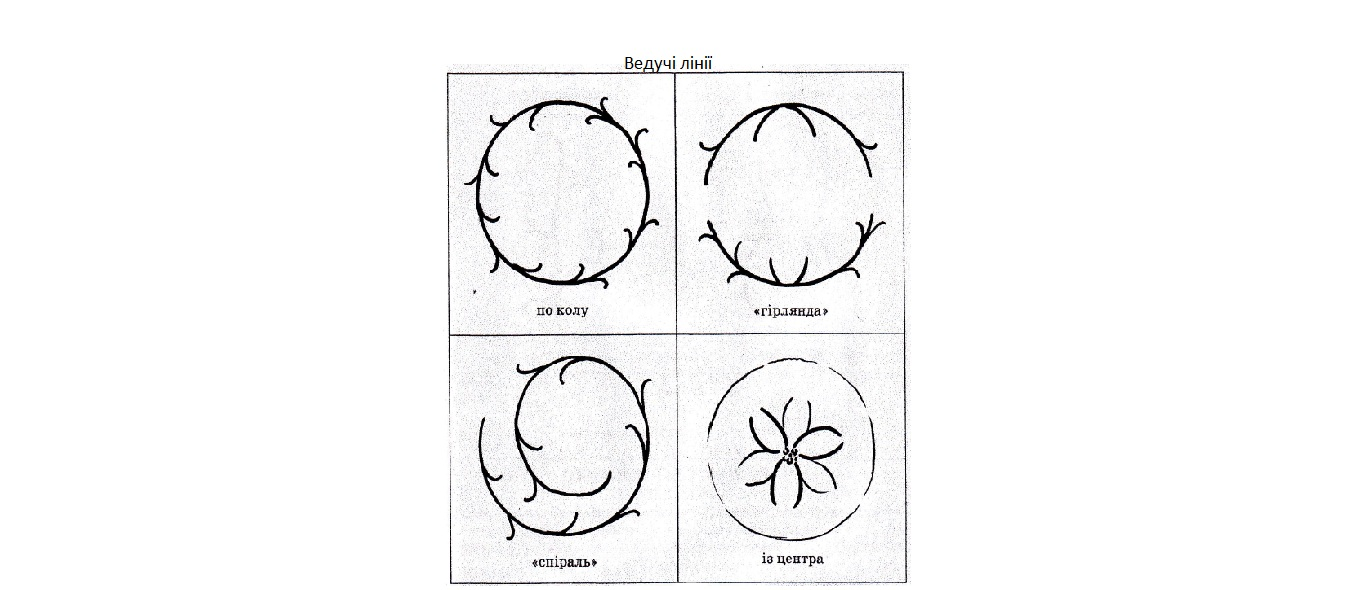 Ведучі лінії
по колу
«гірлянда»
«спіраль»
із центра